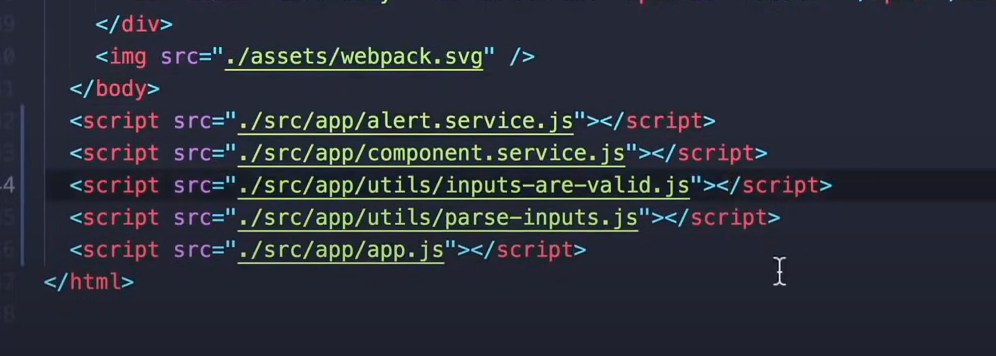 </div>
<img src="./assets/webpack.svg" />
</body>
<script src="./src/app/alert.service.js"></script>
<script src="./src/app/component.service.js"></script>
44 <script src="./src/app/utils/inputs-are-valid.js"></script>
<script src="./src/app/utils/parse-inputs.js"></script>
<script src="./src/app/app.js"></script>
</html>